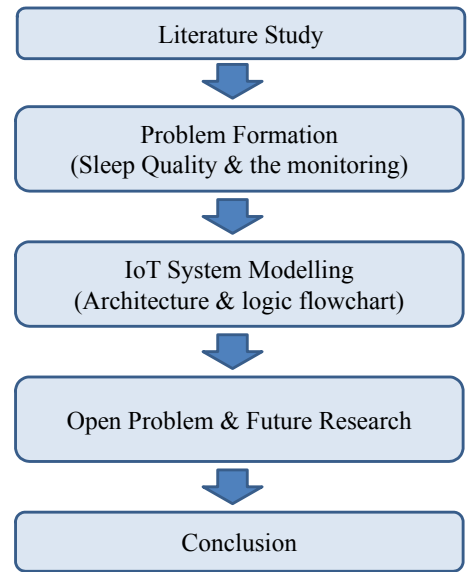 Literature Study
Problem Formation
(Sleep Quality & the monitoring)
IoT System Modelling
(Architecture & logic flowchart)
Open Problem & Future Research
Conclusion